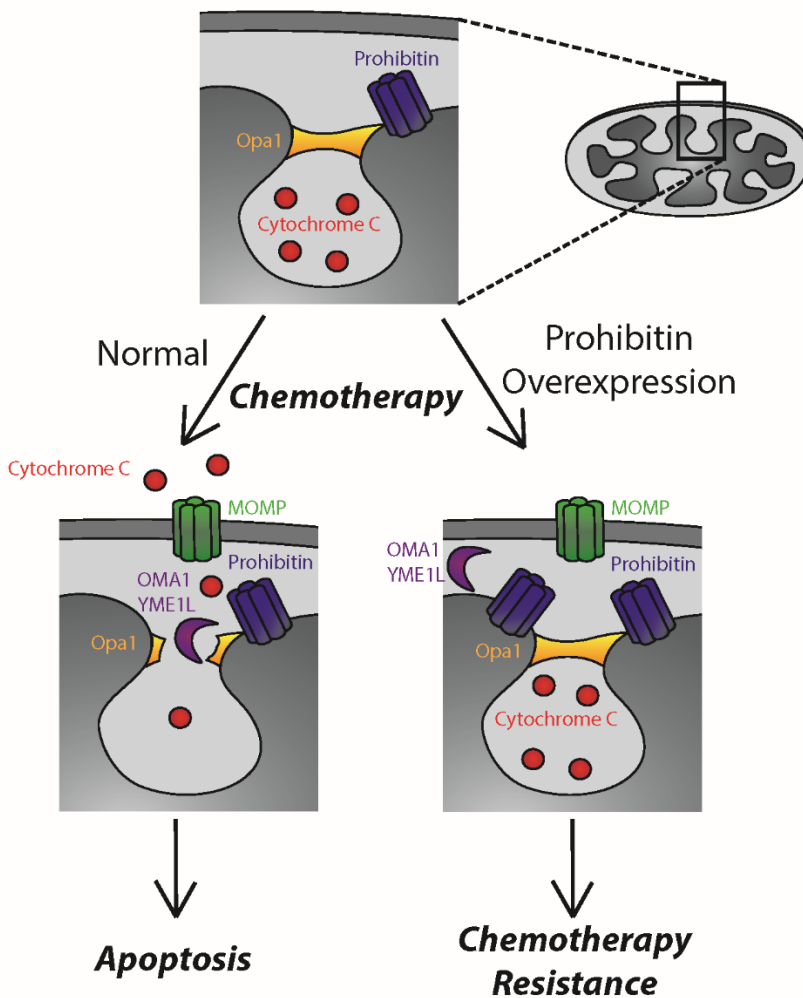 Prohibitin
Opa1
Cytochrome C
Normal
Prohibitin
Overexpression
Chemotherapy
Cytochrome C
MOMP
OMA1
YME1L
Prohibitin
Opa1
MOMP
OMA1
YME1L
Prohibitin
Opa1
Cytochrome C
Apoptosis
Chemotherapy
Resistance